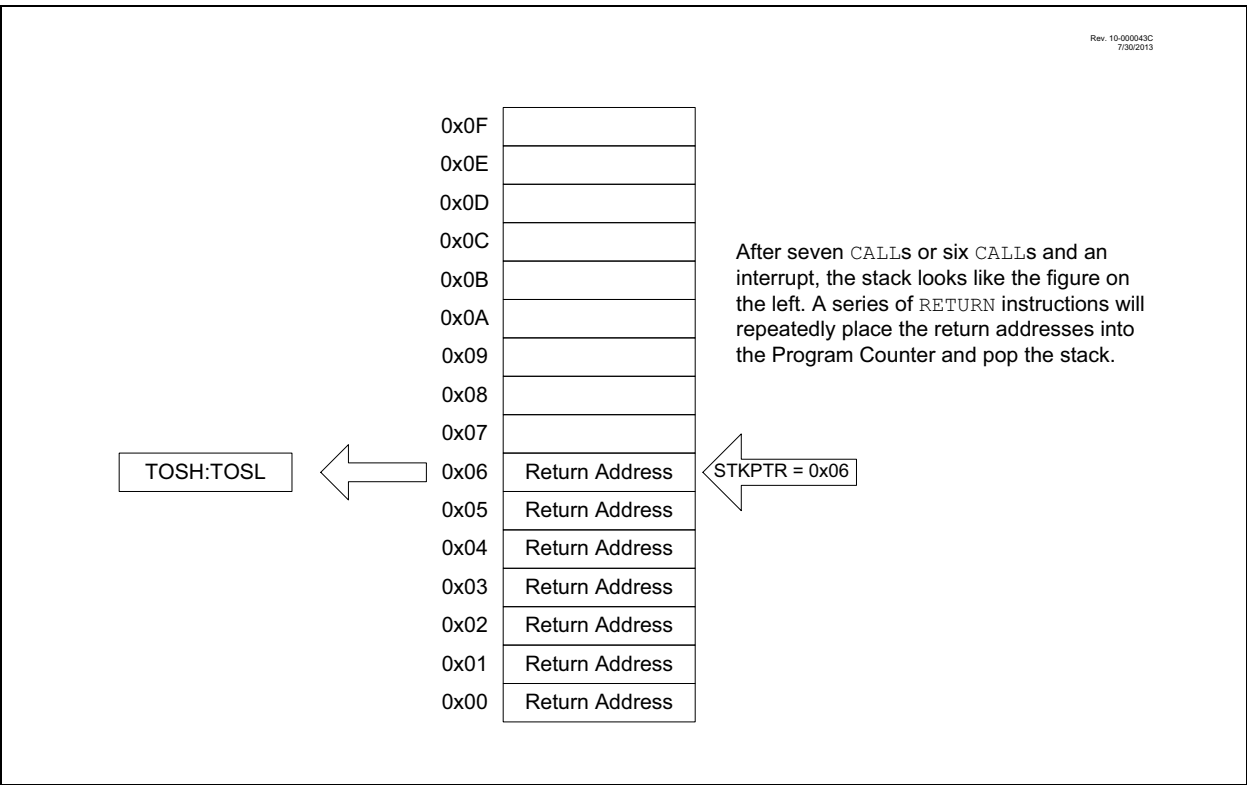 Rev. 10-000043C
7/30/2013
0x0F
0x0E
0x0D
0x0C
0x0B
0x0A
0x09
0x08
0x07
After seven CALLs or six CALLs and an
interrupt, the stack looks like the figure on
the left. A series of RETURN instructions will
repeatedly place the return addresses into
the Program Counter and pop the stack.
TOSH:TOSL
0x06 Return Address
STKPTR = 0x06
0x05 Return Address
0x04 Return Address
0x03 Return Address
0x02 Return Address
0x01 Return Address
0x00 Return Address